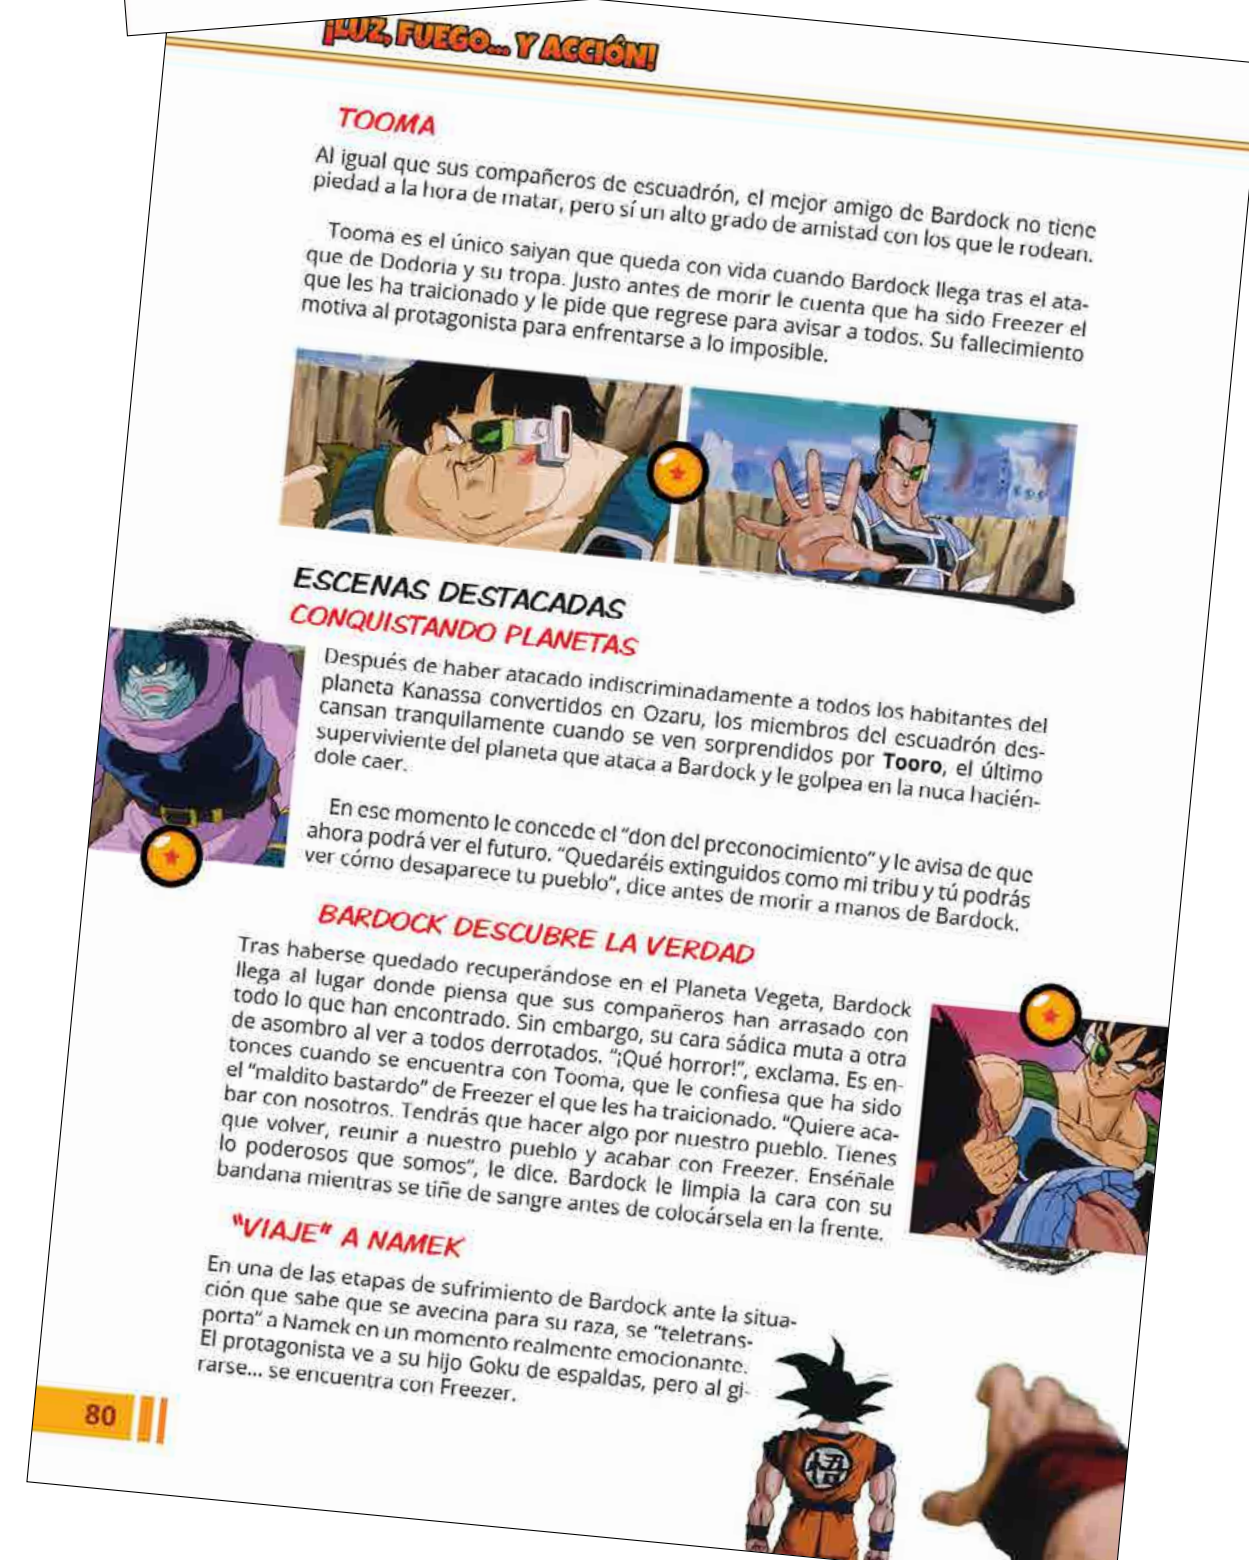 ¡LUZ, FUEGO... Y ACCIÓN!
TOOMA
Al igual que sus compañeros de escuadrón, el mejor amigo de Bardock no tiene
piedad a la hora de matar, pero sí un alto grado de amistad con los que le rodean.
Tooma es el único saiyan que queda con vida cuando Bardock llega tras el ata-
que de Dodoria y su tropa. Justo antes de morir le cuenta que ha sido Freezer el
que les ha traicionado y le pide que regrese para avisar a todos. Su fallecimiento
motiva al protagonista para enfrentarse a lo imposible.
ESCENAS DESTACADAS
CONQUISTANDO PLANETAS
Después de haber atacado indiscriminadamente a todos los habitantes del
planeta Kanassa convertidos en Ozaru, los miembros del escuadrón des-
cansan tranquilamente cuando se ven sorprendidos por Tooro, el último
superviviente del planeta que ataca a Bardock y le golpea en la nuca hacién-
dole caer.
En ese momento le concede el “don del preconocimiento” y le avisa de que
ahora podrá ver el futuro. “Quedaréis extinguidos como mi tribu y tú podrás
ver cómo desaparece tu pueblo”, dice antes de morir a manos de Bardock.
BARDOCK DESCUBRE LA VERDAD
Tras haberse quedado recuperándose en el Planeta Vegeta, Bardock
llega al lugar donde piensa que sus compañeros han arrasado con
todo lo que han encontrado. Sin embargo, su cara sádica muta a otra
de asombro al ver a todos derrotados. “¡Qué horror!”, exclama. Es en-
tonces cuando se encuentra con Tooma, que le confiesa que ha sido
el “maldito bastardo” de Freezer el que les ha traicionado. “Quiere aca-
bar con nosotros. Tendrás que hacer algo por nuestro pueblo. Tienes
que volver, reunir a nuestro pueblo y acabar con Freezer. Enséñale
lo poderosos que somos”, le dice. Bardock le limpia la cara con su
bandana mientras se tiñe de sangre antes de colocársela en la frente.
"VIAJE" A NAMEK
En una de las etapas de sufrimiento de Bardock ante la situa-
ción que sabe que se avecina para su raza, se “teletrans-
porta” a Namek en un momento realmente emocionante.
El protagonista ve a su hijo Goku de espaldas, pero al gi-
rarse... se encuentra con Freezer.
悟
80